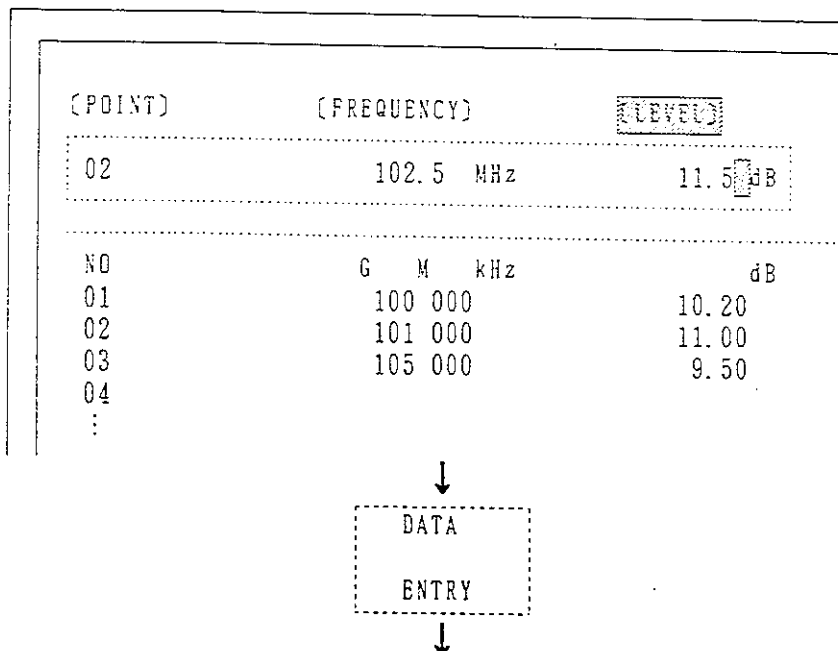 [POINT] [FREQUENCY] [LEVEL]
02 102.5 MHz 11.5 dB
NO G M kHz dB
01 100 000 10.20
02 101 000 11.00
03 105 000 9.50
04
⋮
↓
DATA
ENTRY
↓